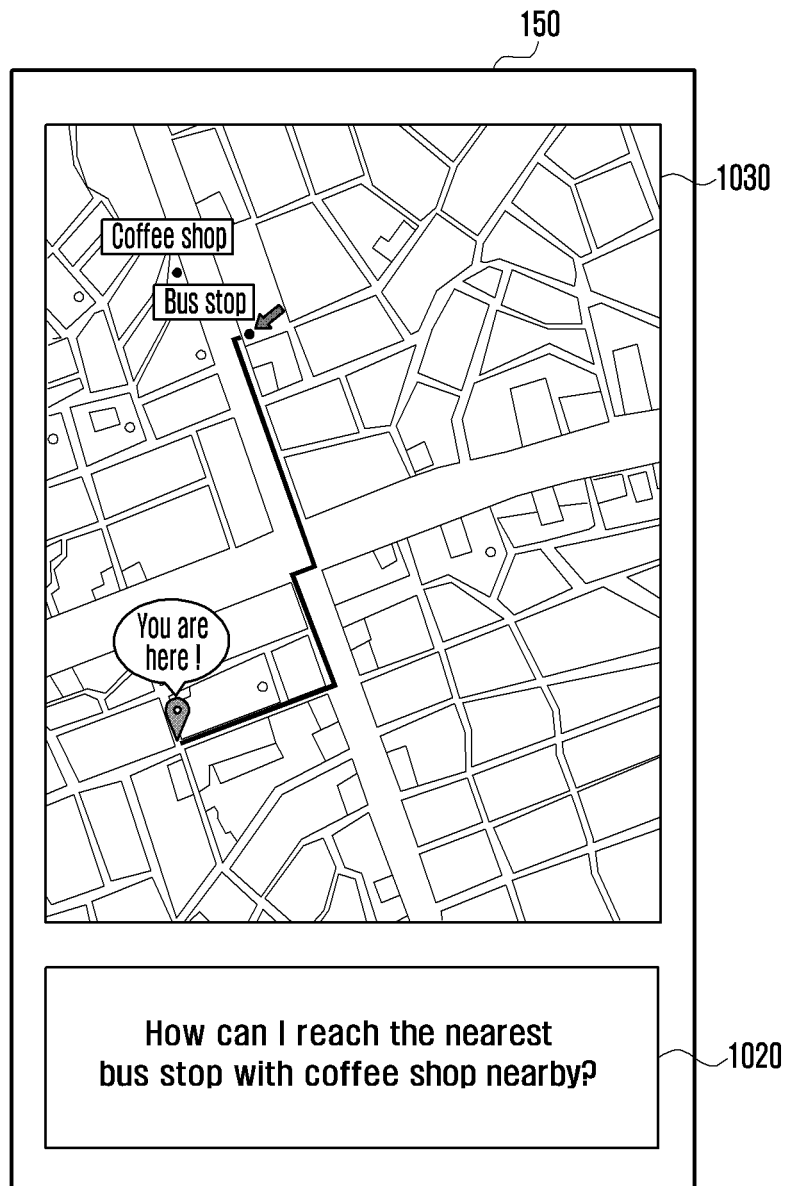 150
1030
Coffee shop
Bus stop
You are
here !
How can I reach the nearest
bus stop with coffee shop nearby?
1020